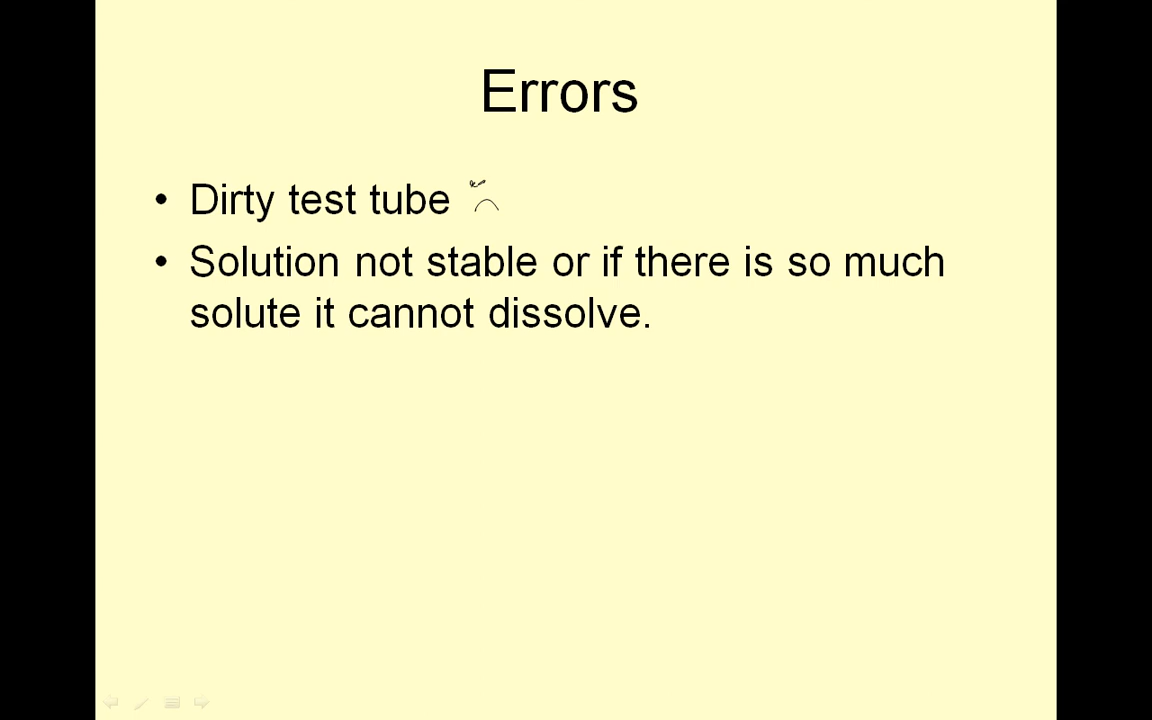 Errors
• Dirty test tube
• Solution not stable or if there is so much
solute it cannot dissolve.